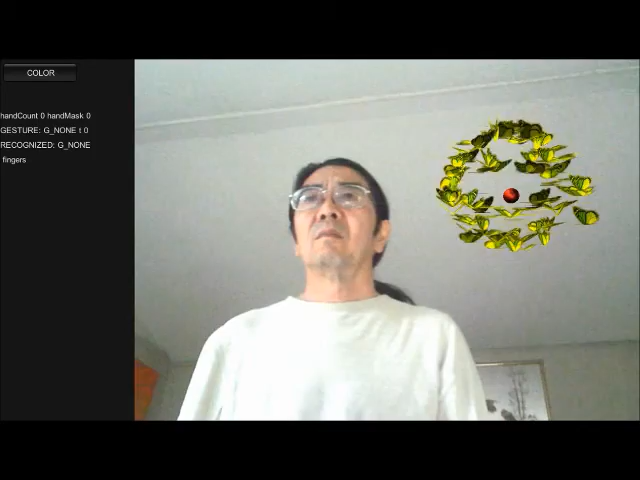 COLOR
handCount 0 handMask 0
GESTURE: G_NONE t 0
RECOGNIZED: G_NONE
fingers